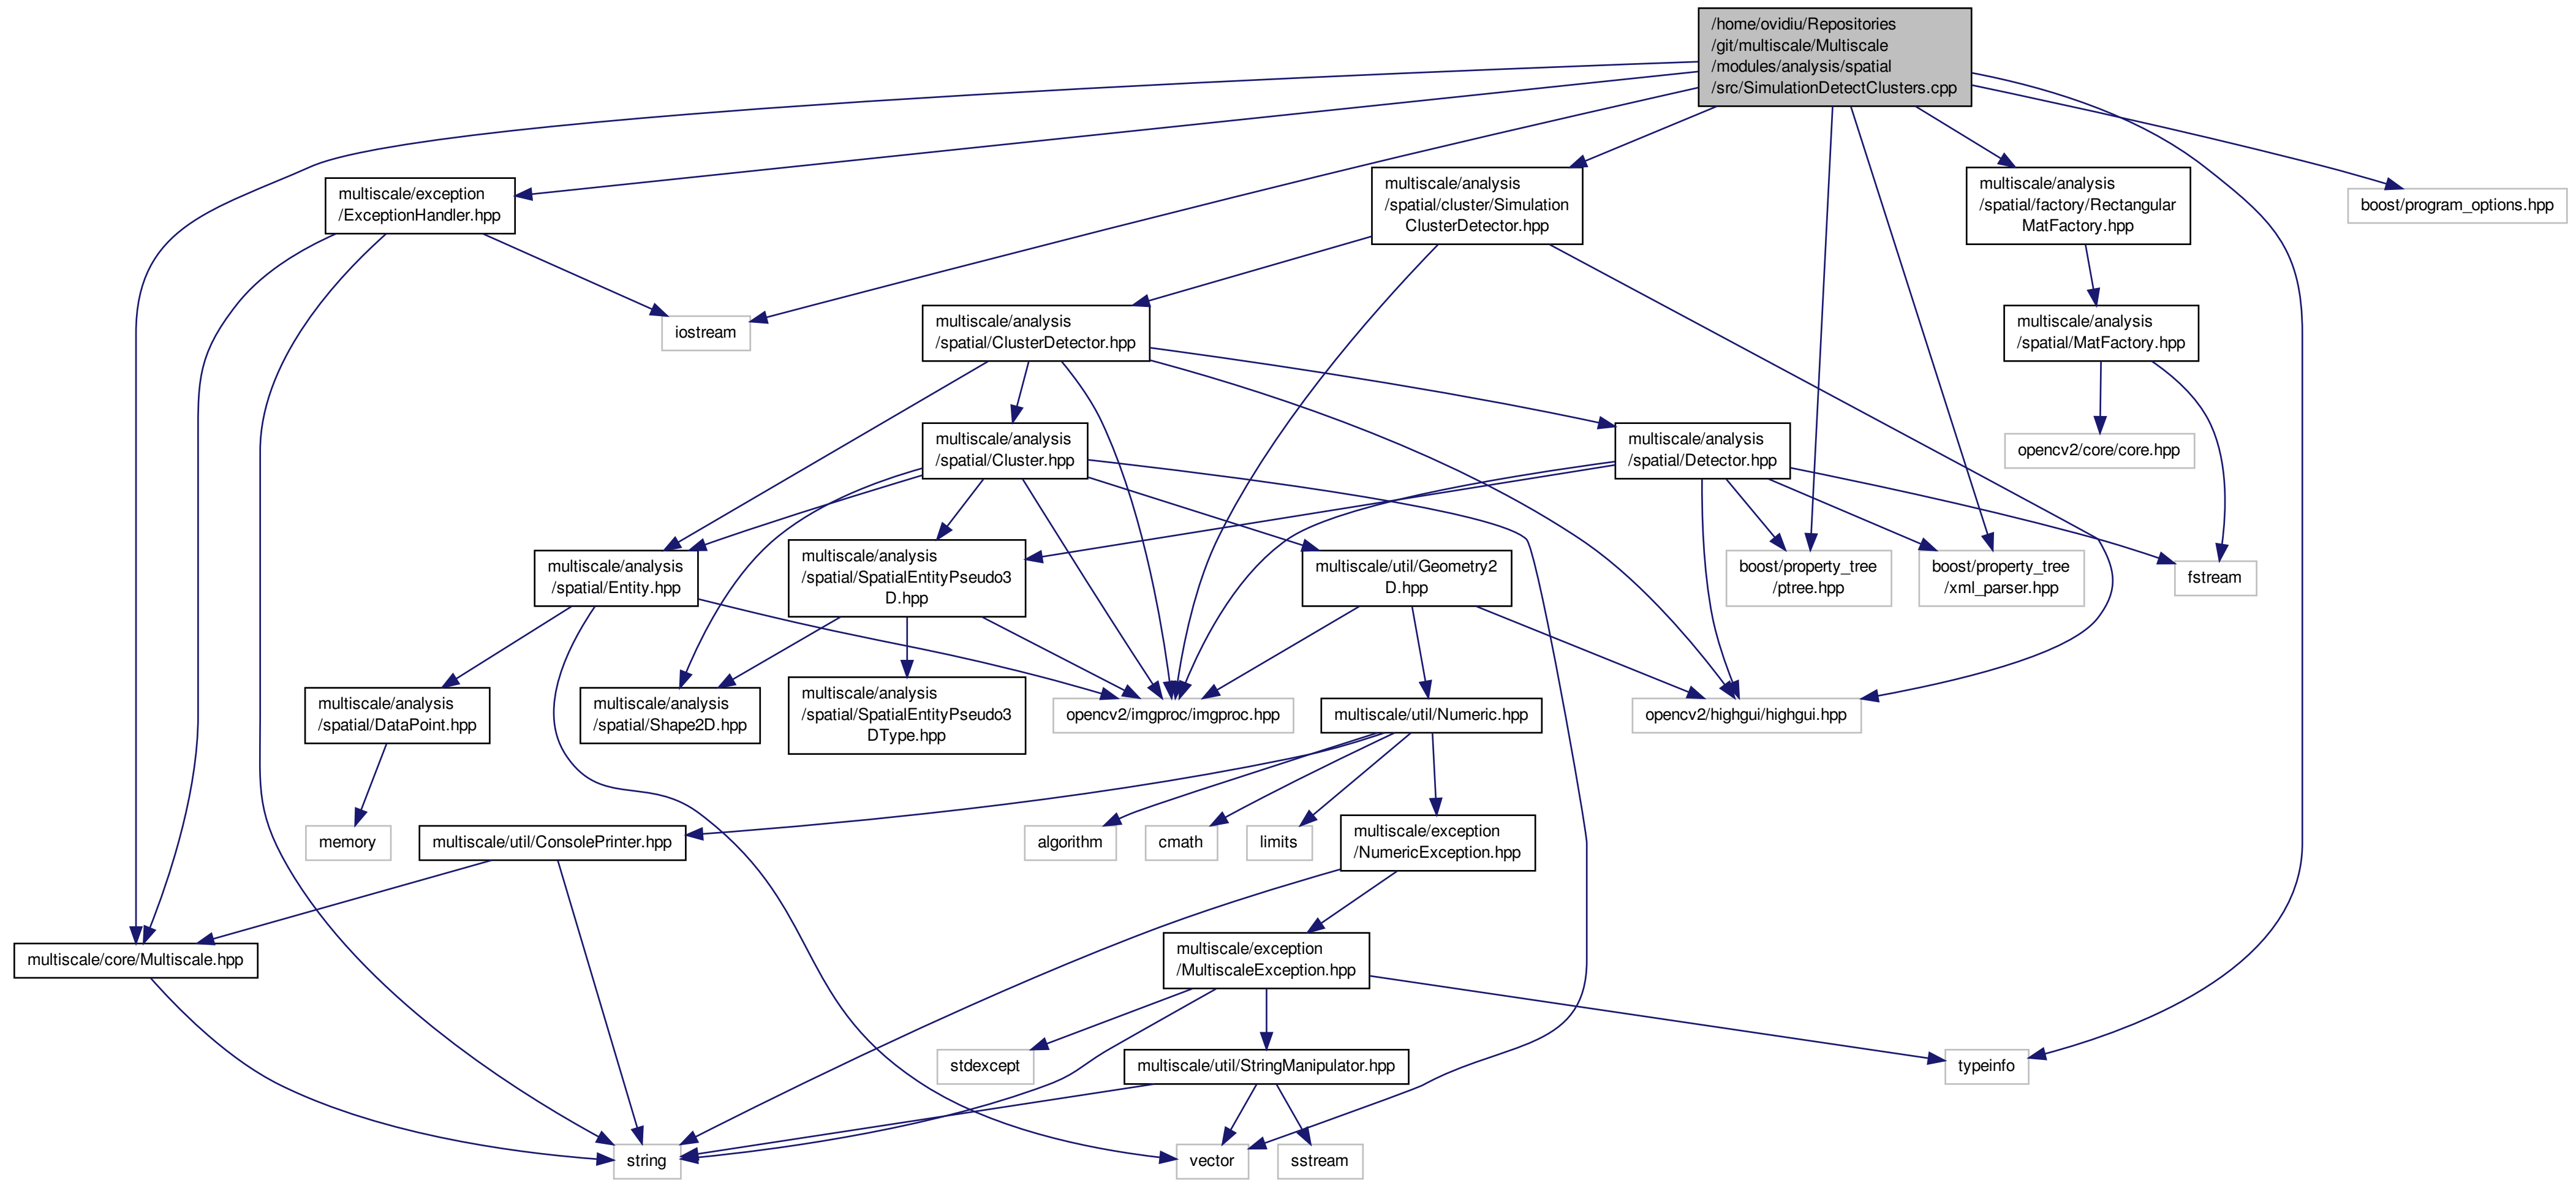 /home/ovidiu/Repositories
/git/multiscale/Multiscale
/modules/analysis/spatial
/src/SimulationDetectClusters.cpp
multiscale/exception
/ExceptionHandler.hpp
multiscale/analysis
/spatial/cluster/Simulation
ClusterDetector.hpp
multiscale/analysis
/spatial/factory/Rectangular
MatFactory.hpp
boost/program_options.hpp
iostream
multiscale/analysis
/spatial/ClusterDetector.hpp
multiscale/analysis
/spatial/MatFactory.hpp
multiscale/analysis
/spatial/Cluster.hpp
multiscale/analysis
/spatial/Detector.hpp
opencv2/core/core.hpp
multiscale/analysis
/spatial/Entity.hpp
multiscale/analysis
/spatial/SpatialEntityPseudo3
D.hpp
multiscale/util/Geometry2
D.hpp
boost/property_tree
/ptree.hpp
boost/property_tree
/xml_parser.hpp
fstream
multiscale/analysis
/spatial/DataPoint.hpp
multiscale/analysis
/spatial/Shape2D.hpp
multiscale/analysis
/spatial/SpatialEntityPseudo3
DType.hpp
opencv2/imgproc/imgproc.hpp
multiscale/util/Numeric.hpp
opencv2/highgui/highgui.hpp
memory
multiscale/util/ConsolePrinter.hpp
algorithm
cmath
limits
multiscale/exception
/NumericException.hpp
multiscale/core/Multiscale.hpp
multiscale/exception
/MultiscaleException.hpp
stdexcept
multiscale/util/StringManipulator.hpp
typeinfo
string
vector
sstream